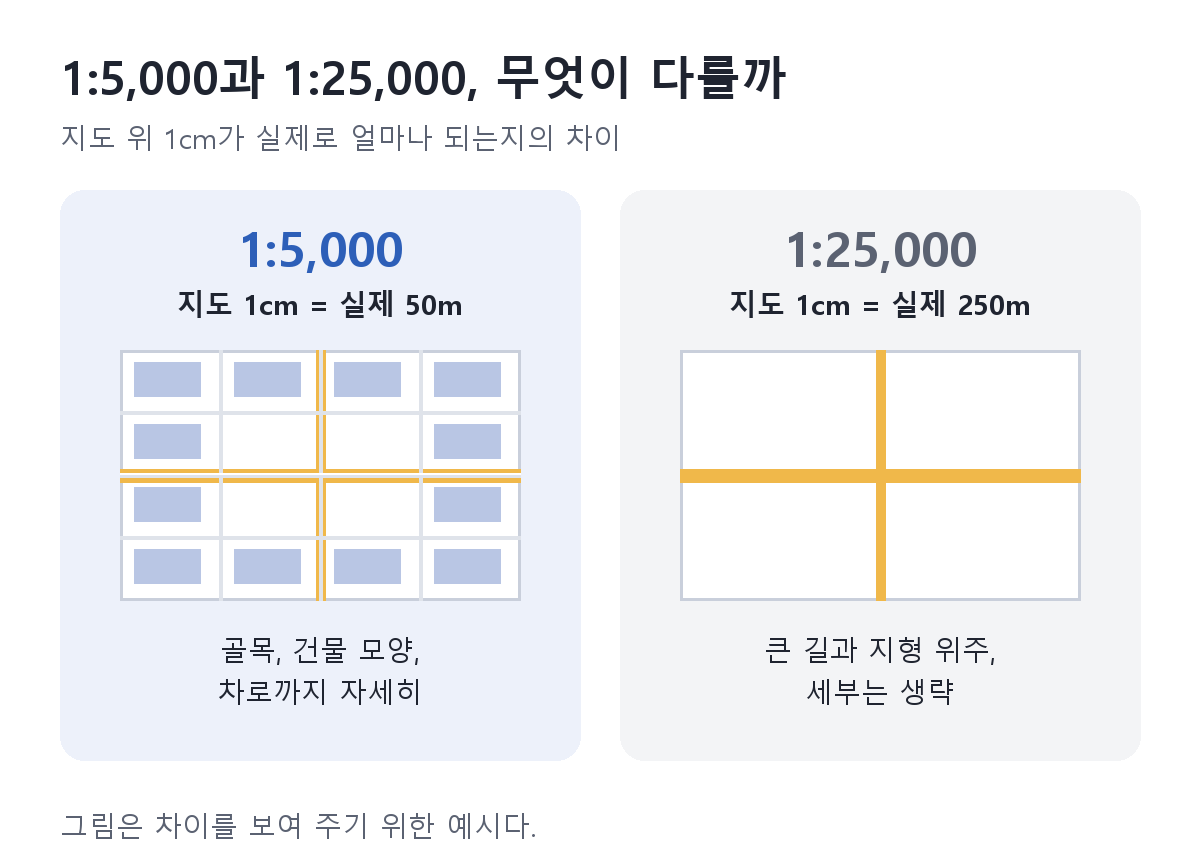 1:5,000과 1:25,000, 무엇이 다를까
지도 위 1cm가 실제로 얼마나 되는지의 차이
1:5,000
지도 1cm = 실제 50m
골목, 건물 모양,
차로까지 자세히
1:25,000
지도 1cm = 실제 250m
큰 길과 지형 위주,
세부는 생략
그림은 차이를 보여 주기 위한 예시다.